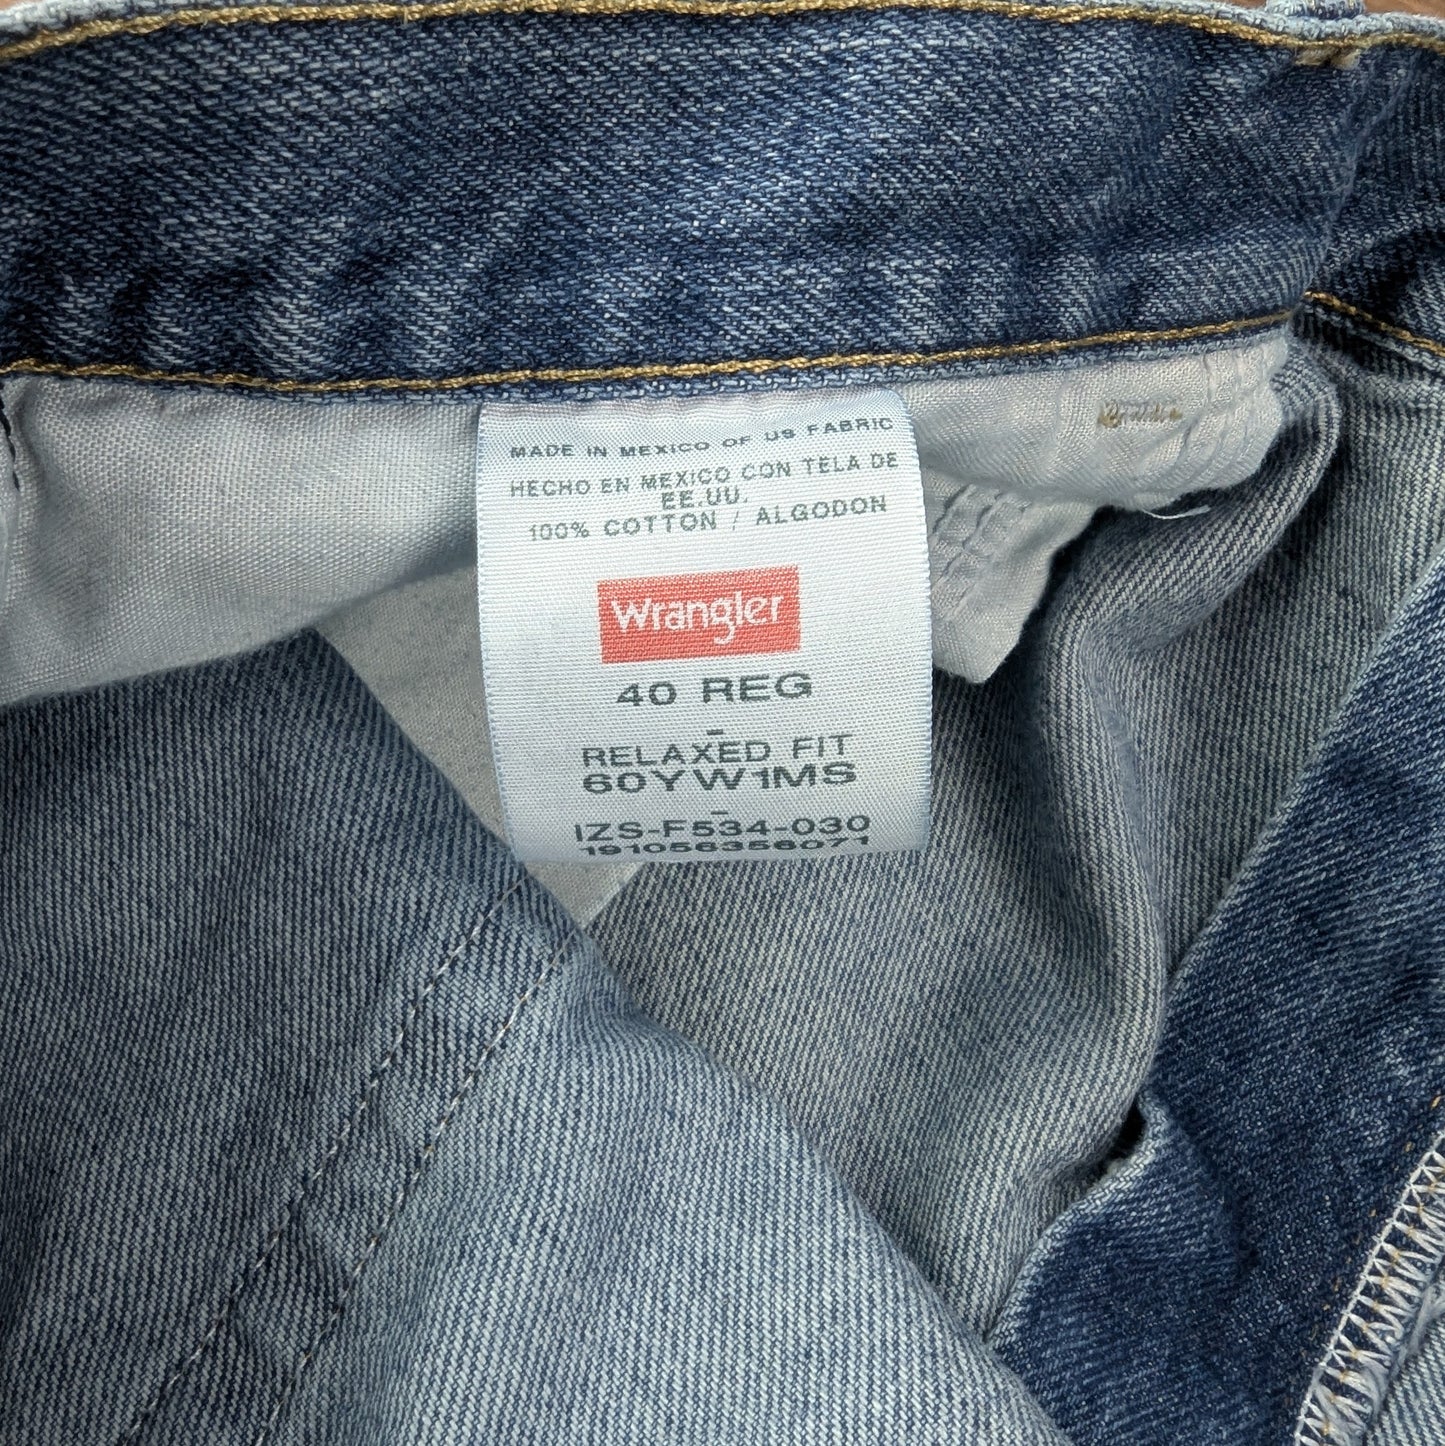 MADE IN MEXICO OF US FABRIC
HECHO EN MEXICO CON TELA DE
EE.UU.
100% COTTON / ALGODON
Wrangler
40 REG
-
RELAXED FIT
60YW1MS
-
IZS-F534-030
191056356071